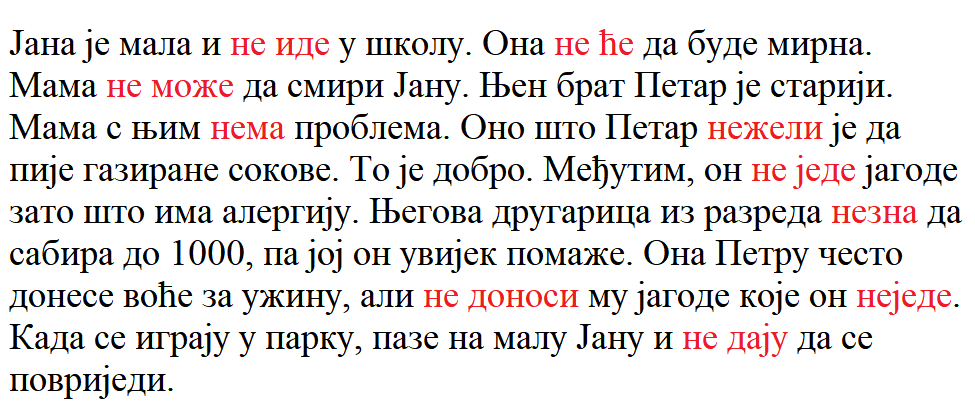 Јана је мала и не иде у школу. Она не ће да буде мирна.
Мама не може да смири Јану. Њен брат Петар је старији.
Мама с њим нема проблема. Оно што Петар нежели је да
пије газиране сокове. То је добро. Међутим, он не једе јагоде
зато што има алергију. Његова другарица из разреда незна да
сабира до 1000, па јој он увијек помаже. Она Петру често
донесе воће за ужину, али не доноси му јагоде које он неједе.
Када се играју у парку, пазе на малу Јану и не дају да се
повриједи.